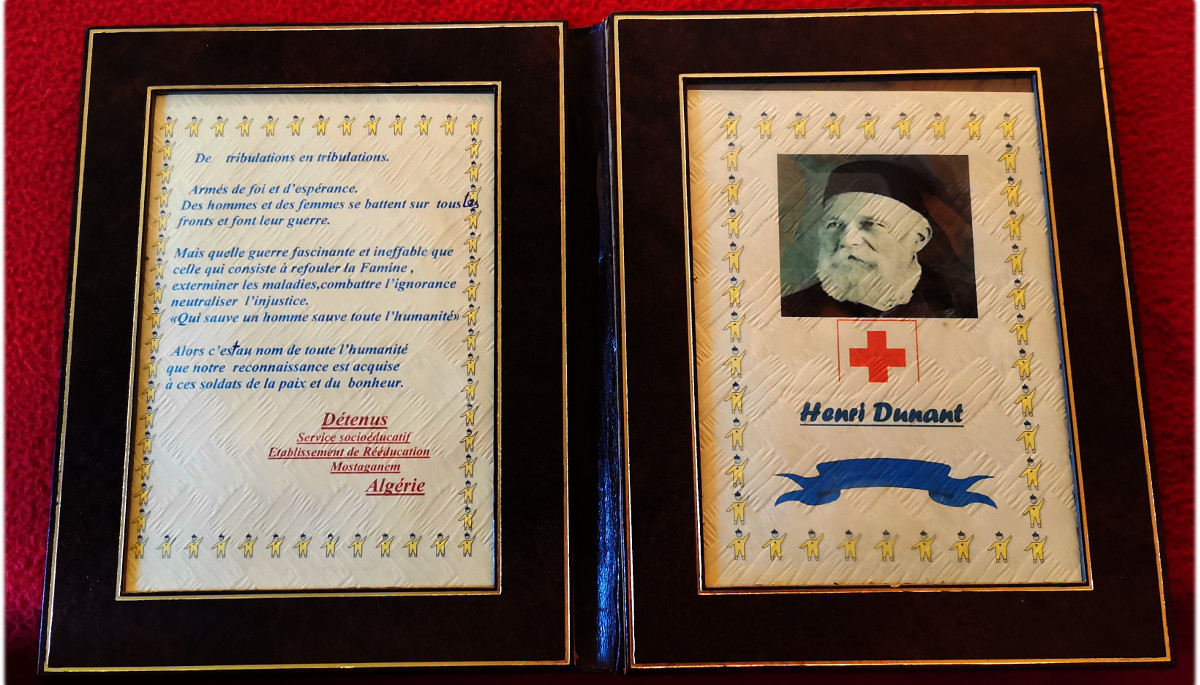 De tribulations en tribulations.
Armés de foi et d'espérance.
Des hommes et des femmes se battent sur tous les
fronts et font leur guerre.
Mais quelle guerre fascinante et ineffable que
celle qui consiste à refouler la Famine ,
exterminer les maladies,combattre l'ignorance
neutraliser l'injustice.
«Qui sauve un homme sauve toute l'humanité»
Alors c'est au nom de toute l'humanité
que notre reconnaissance est acquise
à ces soldats de la paix et du bonheur.
Détenus
Service socioéducatif
Etablissement de Rééducation
Mostaganem
Algérie
Henri Dunant